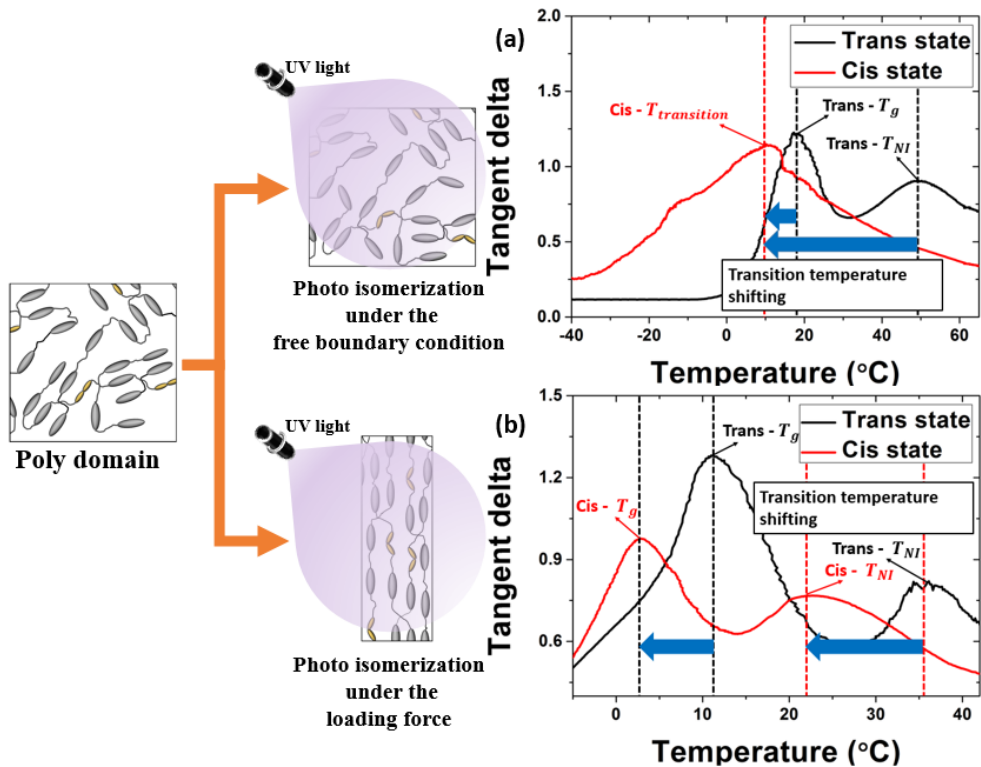 UV light
Photo isomerization
under the
free boundary condition
Poly domain
UV light
Photo isomerization
under the
loading force
(a)
Tangent delta
2.0
1.5
1.0
0.5
0.0
Trans state
Cis state
Cis - T_transition
Trans - T_g
Trans - T_NI
Transition temperature
shifting
-40
-20
0
20
40
60
Temperature (°C)
(b)
Tangent delta
1.5
1.2
0.9
0.6
Trans state
Cis state
Trans - T_g
Transition temperature
shifting
Cis - T_g
Trans - T_NI
Cis - T_NI
0
10
20
30
40
Temperature (°C)